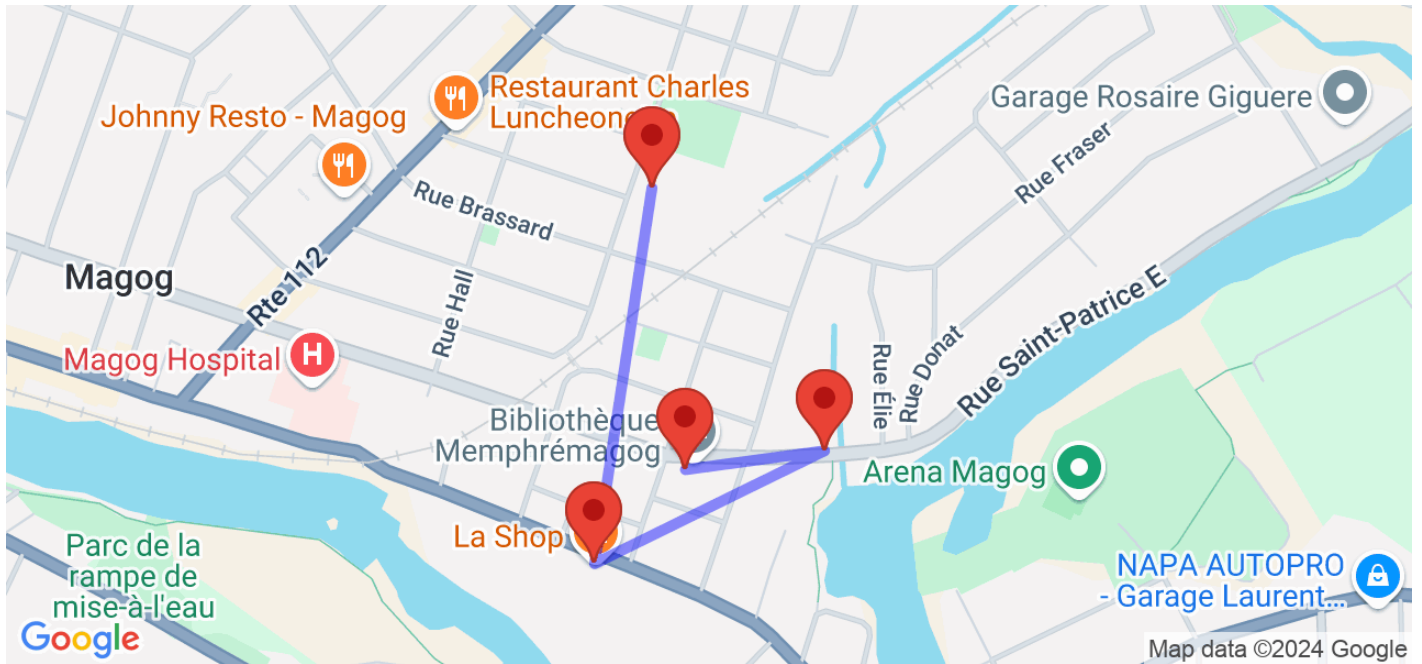 Restaurant Charles
Luncheone
Johnny Resto - Magog
Garage Rosaire Giguere
Rue Fraser
Rue Brassard
Magog
Rte 112
Rue Hall
Rue Saint-Patrice E
Magog Hospital
Rue Élie
Rue Donat
Bibliothèque
Memphrémagog
Arena Magog
La Shop
Parc de la
rampe de
mise-à-l'eau
NAPA AUTOPRO
- Garage Laurent...
Google
Map data ©2024 Google